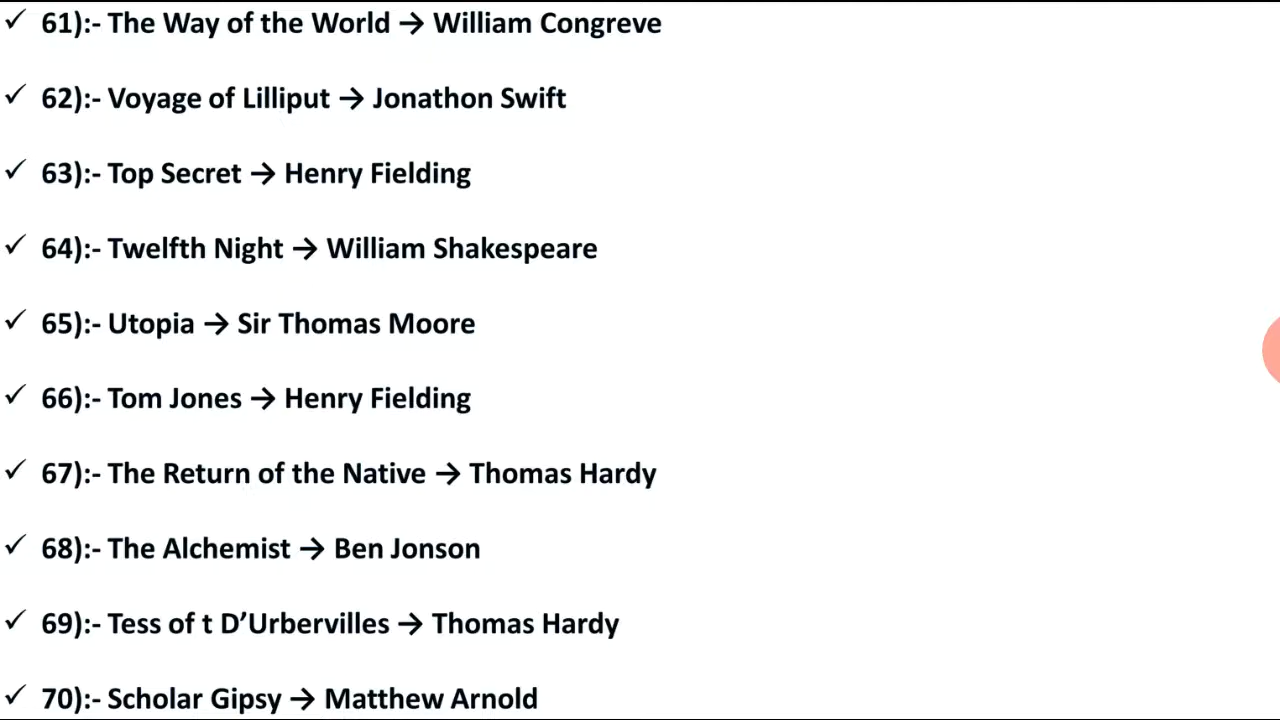 ✓ 61):- The Way of the World → William Congreve
✓ 62):- Voyage of Lilliput → Jonathon Swift
✓ 63):- Top Secret → Henry Fielding
✓ 64):- Twelfth Night → William Shakespeare
✓ 65):- Utopia → Sir Thomas Moore
✓ 66):- Tom Jones → Henry Fielding
✓ 67):- The Return of the Native → Thomas Hardy
✓ 68):- The Alchemist → Ben Jonson
✓ 69):- Tess of t D’Urbervilles → Thomas Hardy
✓ 70):- Scholar Gipsy → Matthew Arnold